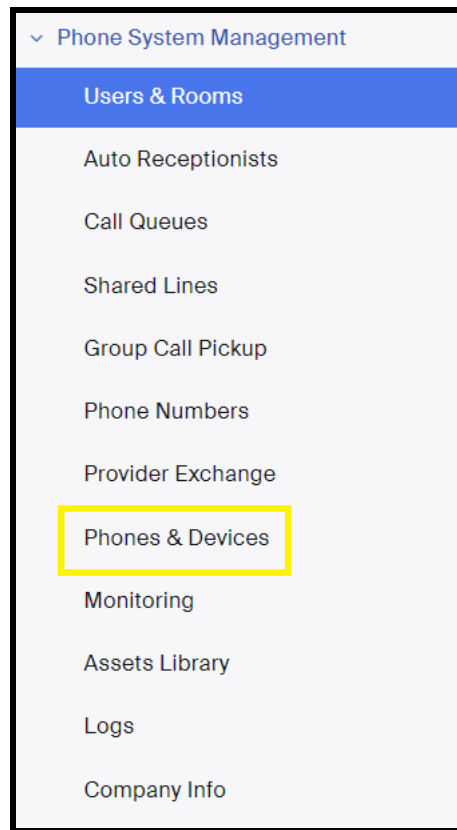 Phone System Management
Users & Rooms
Auto Receptionists
Call Queues
Shared Lines
Group Call Pickup
Phone Numbers
Provider Exchange
Phones & Devices
Monitoring
Assets Library
Logs
Company Info